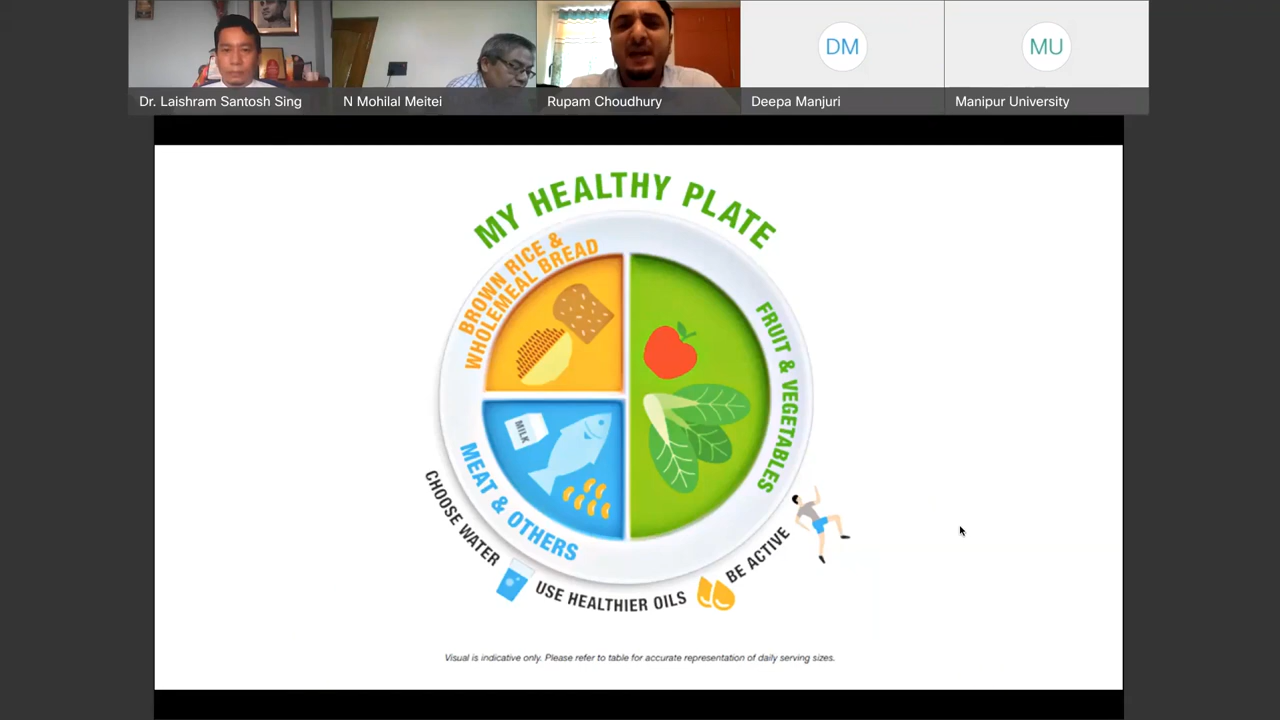 Dr. Laishram Santosh Sing
N Mohilal Meitei
Rupam Choudhury
DM
Deepa Manjuri
MU
Manipur University
MY HEALTHY PLATE
BROWN RICE &
WHOLEMEAL BREAD
FRUIT & VEGETABLES
MILK
MEAT & OTHERS
CHOOSE WATER
USE HEALTHIER OILS
BE ACTIVE
Visual is indicative only. Please refer to table for accurate representation of daily serving sizes.